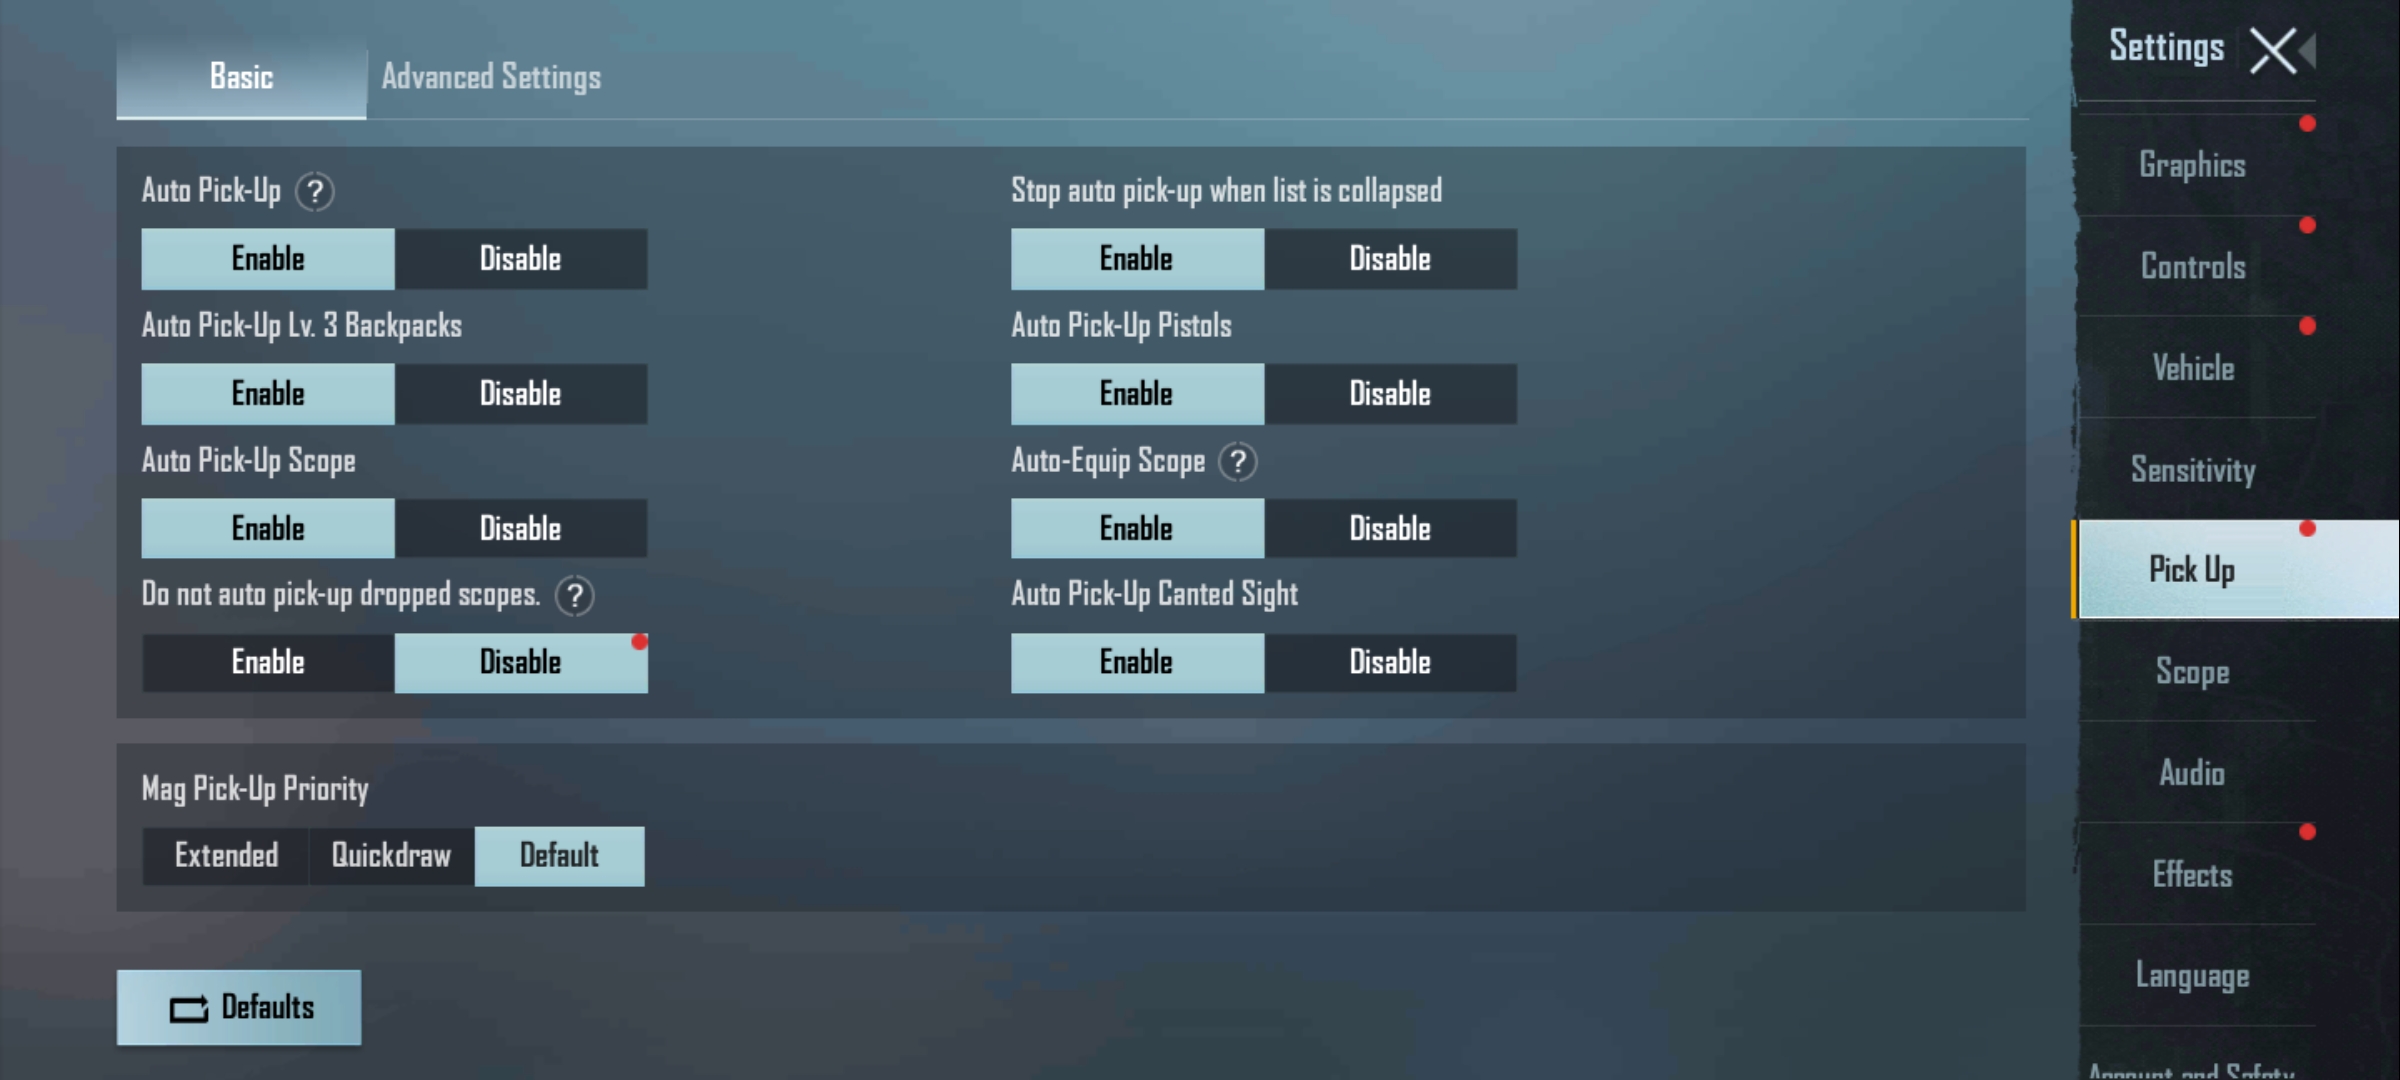 Basic
Advanced Settings
Auto Pick-Up ?
Stop auto pick-up when list is collapsed
Enable
Disable
Enable
Disable
Auto Pick-Up Lv. 3 Backpacks
Auto Pick-Up Pistols
Enable
Disable
Enable
Disable
Auto Pick-Up Scope
Auto-Equip Scope ?
Enable
Disable
Enable
Disable
Do not auto pick-up dropped scopes. ?
Auto Pick-Up Canted Sight
Enable
Disable
Enable
Disable
Mag Pick-Up Priority
Extended
Quickdraw
Default
Defaults
Settings
Graphics
Controls
Vehicle
Sensitivity
Pick Up
Scope
Audio
Effects
Language
Account and Safety